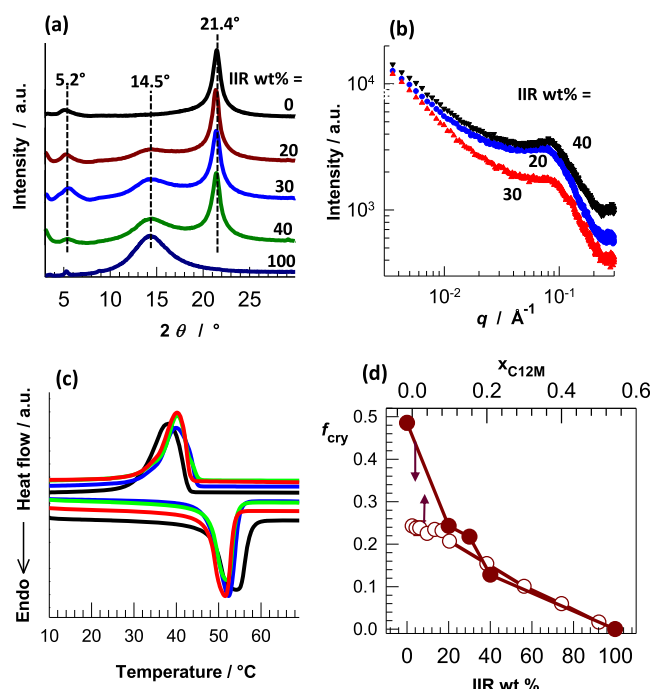 (a)
21.4°
5.2°
14.5°
IIR wt% =
0
20
30
40
100
Intensity / a.u.
5 10 15 20 25
2 θ / °
(b)
10⁴
10³
IIR wt% =
40
20
30
Intensity / a.u.
10⁻² 10⁻¹
q / Å⁻¹
(c)
Endo <— Heat flow / a.u.
10 20 30 40 50 60
Temperature / °C
(d)
x_C12M
0.0 0.2 0.4 0.6
f_cry
0.5
0.4
0.3
0.2
0.1
0.0
0 20 40 60 80 100
IIR wt %